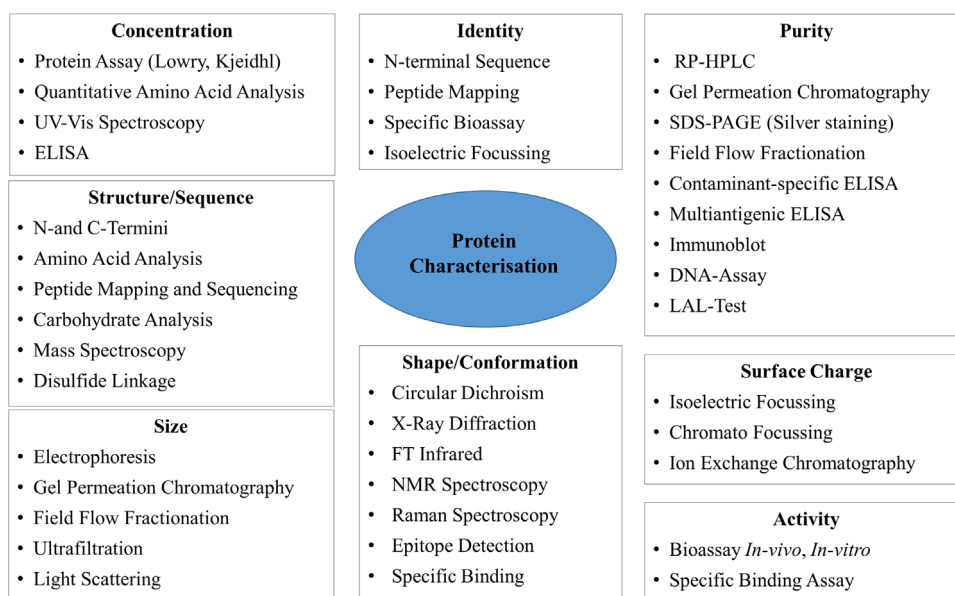 Concentration
• Protein Assay (Lowry, Kjeidhl)
• Quantitative Amino Acid Analysis
• UV-Vis Spectroscopy
• ELISA
Structure/Sequence
• N-and C-Termini
• Amino Acid Analysis
• Peptide Mapping and Sequencing
• Carbohydrate Analysis
• Mass Spectroscopy
• Disulfide Linkage
Size
• Electrophoresis
• Gel Permeation Chromatography
• Field Flow Fractionation
• Ultrafiltration
• Light Scattering
Identity
• N-terminal Sequence
• Peptide Mapping
• Specific Bioassay
• Isoelectric Focussing
Protein
Characterisation
Shape/Conformation
• Circular Dichroism
• X-Ray Diffraction
• FT Infrared
• NMR Spectroscopy
• Raman Spectroscopy
• Epitope Detection
• Specific Binding
Purity
• RP-HPLC
• Gel Permeation Chromatography
• SDS-PAGE (Silver staining)
• Field Flow Fractionation
• Contaminant-specific ELISA
• Multiantigenic ELISA
• Immunoblot
• DNA-Assay
• LAL-Test
Surface Charge
• Isoelectric Focussing
• Chromato Focussing
• Ion Exchange Chromatography
Activity
• Bioassay In-vivo, In-vitro
• Specific Binding Assay